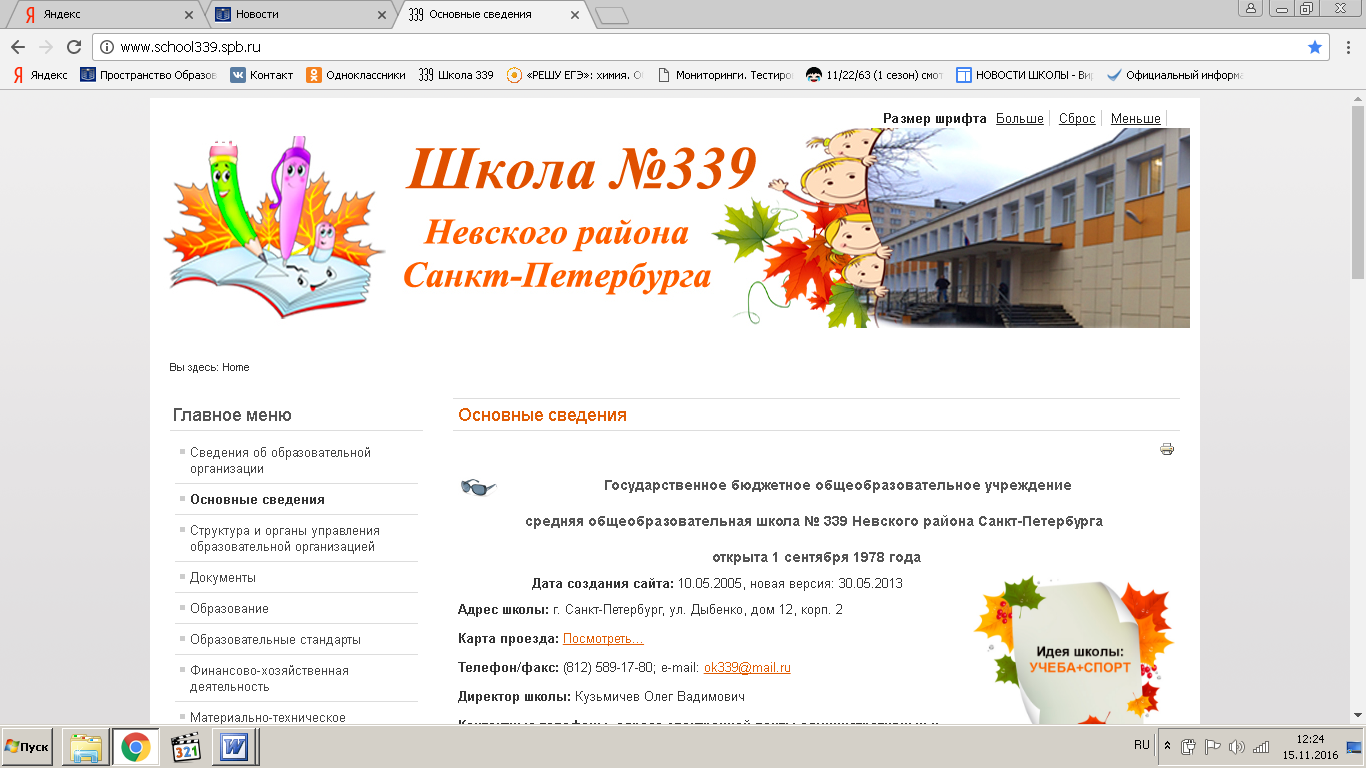 Яндекс
Новости
339 Основные сведения
www.school339.spb.ru
Яндекс
Пространство Образов
Контакт
Одноклассники
339 Школа 339
«РЕШУ ЕГЭ»: химия. О
Мониторинги. Тестиро
11/22/63 (1 сезон) смот
НОВОСТИ ШКОЛЫ - Ви
Официальный информа
Размер шрифта Больше Сброс Меньше
Школа №339
Невского района
Санкт-Петербурга
Вы здесь: Home
Главное меню
Сведения об образовательной
организации
Основные сведения
Структура и органы управления
образовательной организацией
Документы
Образование
Образовательные стандарты
Финансово-хозяйственная
деятельность
Материально-техническое
Основные сведения
Государственное бюджетное общеобразовательное учреждение
средняя общеобразовательная школа № 339 Невского района Санкт-Петербурга
открыта 1 сентября 1978 года
Дата создания сайта: 10.05.2005, новая версия: 30.05.2013
Адрес школы: г. Санкт-Петербург, ул. Дыбенко, дом 12, корп. 2
Карта проезда: Посмотреть...
Телефон/факс: (812) 589-17-80; e-mail: ok339@mail.ru
Директор школы: Кузьмичев Олег Вадимович
Идея школы:
УЧЕБА+СПОРТ
Пуск
321
RU
12:24
15.11.2016